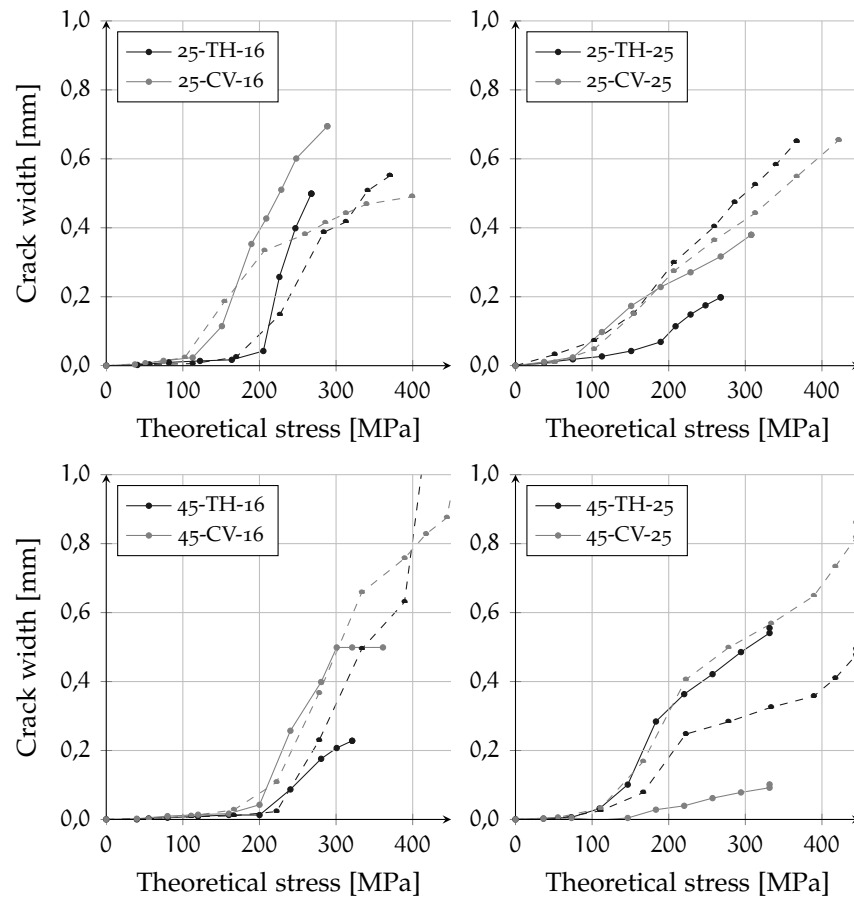 1,0
0,8
0,6
0,4
0,2
0,0
Crack width [mm]
25-TH-16
25-CV-16
0 100 200 300 400
Theoretical stress [MPa]
1,0
0,8
0,6
0,4
0,2
0,0
25-TH-25
25-CV-25
0 100 200 300 400
Theoretical stress [MPa]
1,0
0,8
0,6
0,4
0,2
0,0
Crack width [mm]
45-TH-16
45-CV-16
0 100 200 300 400
Theoretical stress [MPa]
1,0
0,8
0,6
0,4
0,2
0,0
45-TH-25
45-CV-25
0 100 200 300 400
Theoretical stress [MPa]